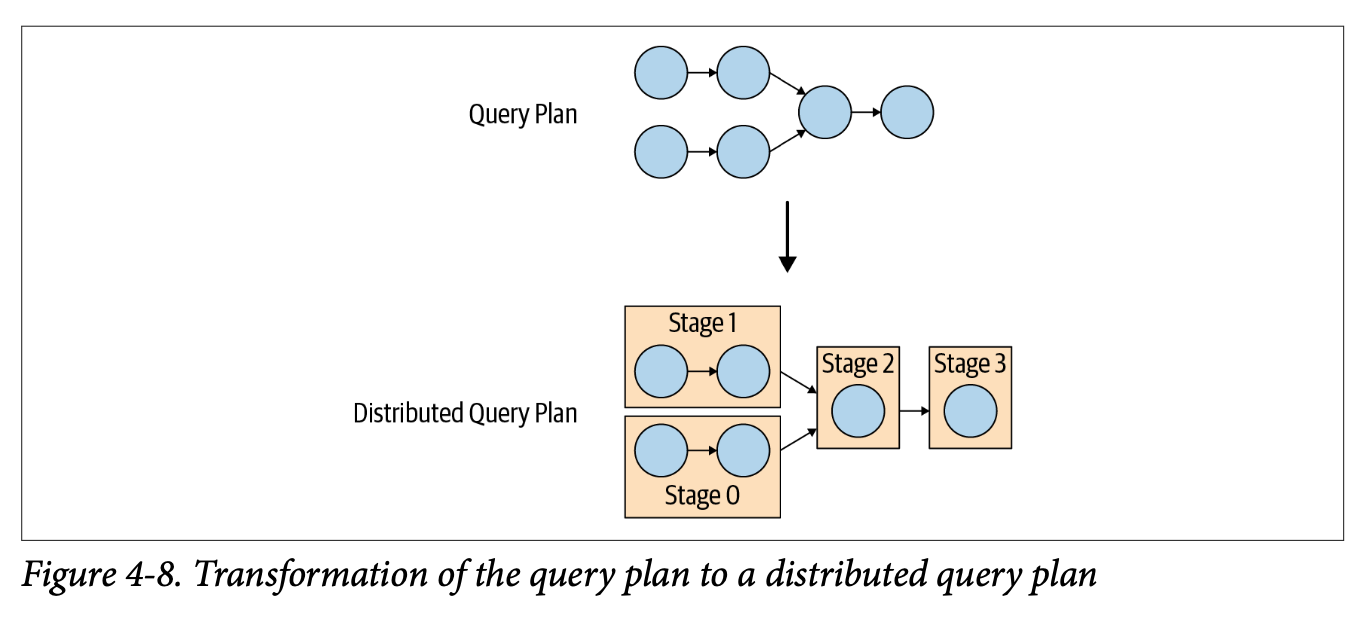 Query Plan
Stage 1
Stage 2
Stage 3
Distributed Query Plan
Stage 0
Figure 4-8. Transformation of the query plan to a distributed query plan